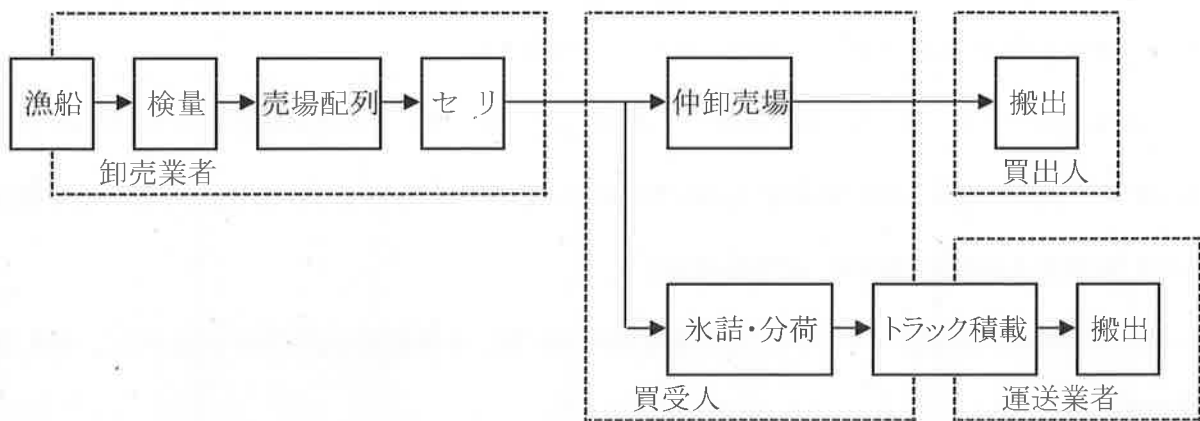 漁船
検量
売場配列
セリ
仲卸売場
搬出
卸売業者
買出人
氷詰・分荷
トラック積載
搬出
買受人
運送業者